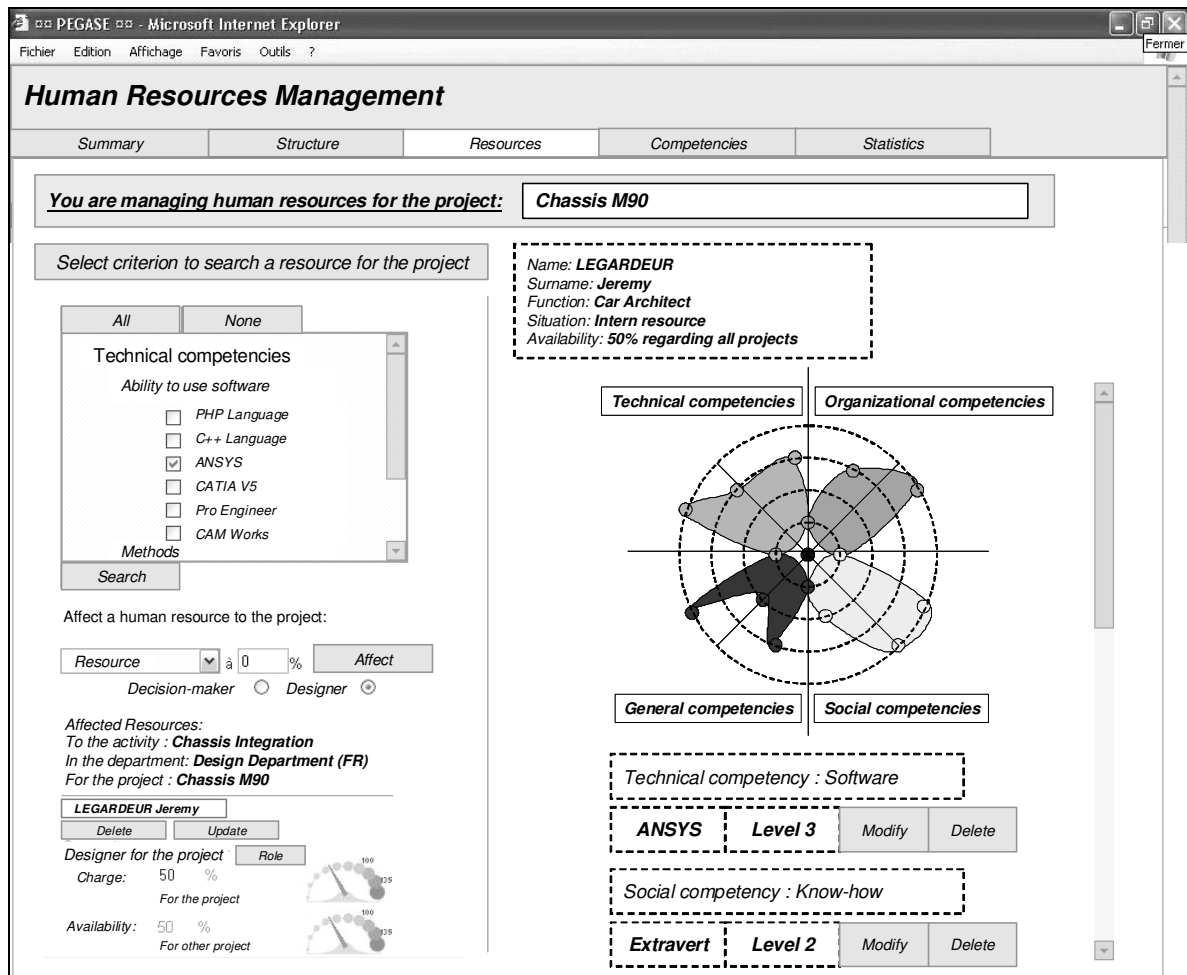 ¤¤ PEGASE ¤¤ - Microsoft Internet Explorer
Fichier Edition Affichage Favoris Outils ?
Fermer
Human Resources Management
Summary Structure Resources Competencies Statistics
You are managing human resources for the project: Chassis M90
Select criterion to search a resource for the project
All None
Technical competencies
Ability to use software
PHP Language
C++ Language
ANSYS
CATIA V5
Pro Engineer
CAM Works
Methods
Search
Affect a human resource to the project:
Resource à 0 % Affect
Decision-maker Designer
Affected Resources:
To the activity : Chassis Integration
In the department: Design Department (FR)
For the project : Chassis M90
LEGARDEUR Jeremy
Delete Update
Designer for the project Role
Charge: 50 %
For the project
100
135
Availability: 50 %
For other project
100
135
Name: LEGARDEUR
Surname: Jeremy
Function: Car Architect
Situation: Intern resource
Availability: 50% regarding all projects
Technical competencies Organizational competencies
General competencies Social competencies
Technical competency : Software
ANSYS Level 3 Modify Delete
Social competency : Know-how
Extravert Level 2 Modify Delete